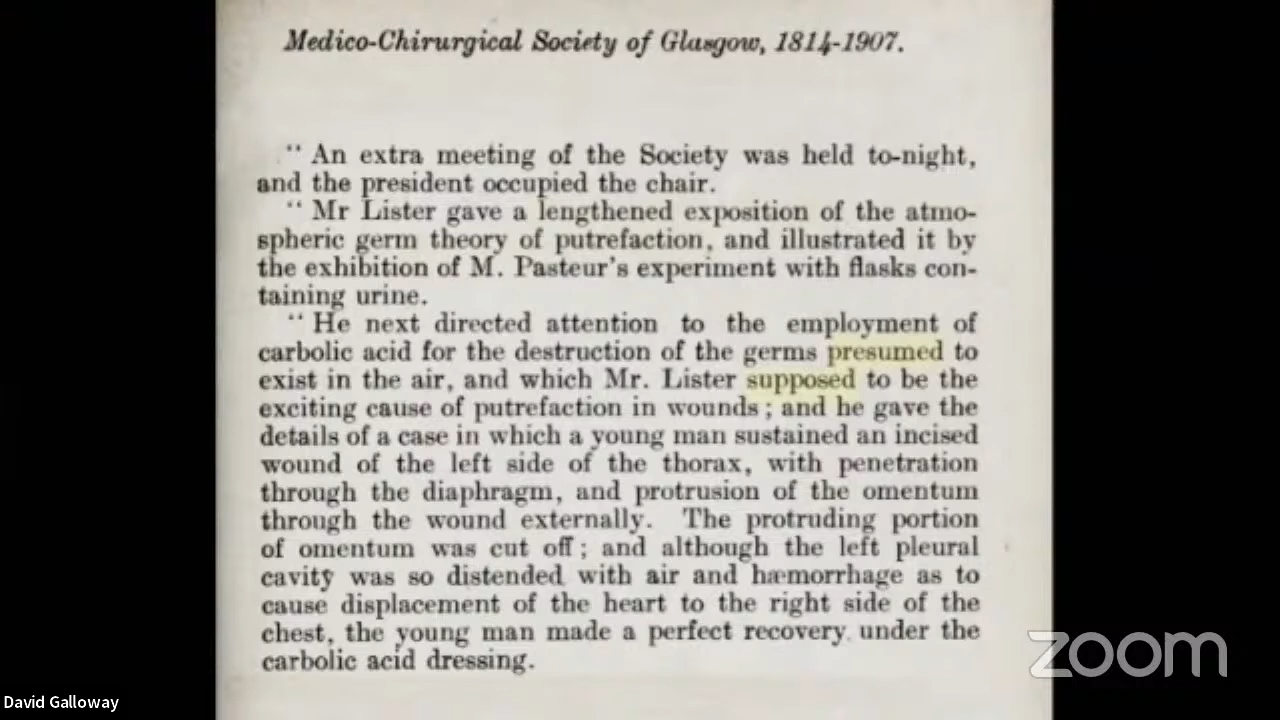 Medico-Chirurgical Society of Glasgow, 1814-1907.
“ An extra meeting of the Society was held to-night,
and the president occupied the chair.
“ Mr Lister gave a lengthened exposition of the atmo-
spheric germ theory of putrefaction, and illustrated it by
the exhibition of M. Pasteur’s experiment with flasks con-
taining urine.
“ He next directed attention to the employment of
carbolic acid for the destruction of the germs presumed to
exist in the air, and which Mr. Lister supposed to be the
exciting cause of putrefaction in wounds ; and he gave the
details of a case in which a young man sustained an incised
wound of the left side of the thorax, with penetration
through the diaphragm, and protrusion of the omentum
through the wound externally. The protruding portion
of omentum was cut off ; and although the left pleural
cavity was so distended with air and hæmorrhage as to
cause displacement of the heart to the right side of the
chest, the young man made a perfect recovery under the
carbolic acid dressing.
zoom
David Galloway